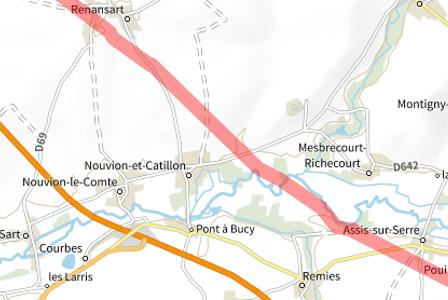 Renansart
Montigny-
D69
Mesbrecourt-
Richecourt
Nouvion-et-Catillon
D642
Nouvion-le-Comte
Pont à Bucy
Assis-sur-Serre
Sart
Courbes
Poui
les Larris
Remies